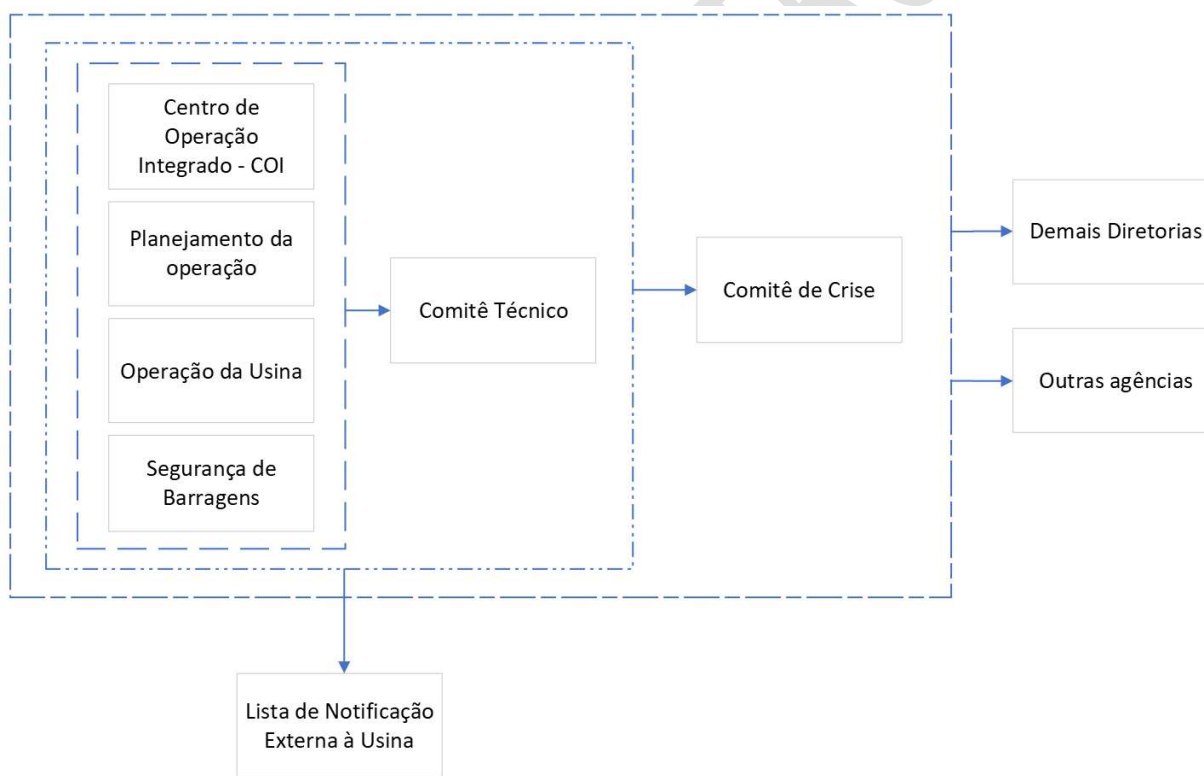 Centro de
Operação
Integrado - COI
Planejamento da
operação
Operação da Usina
Segurança de
Barragens
Comitê Técnico
Comitê de Crise
Demais Diretorias
Outras agências
Lista de Notificação
Externa à Usina